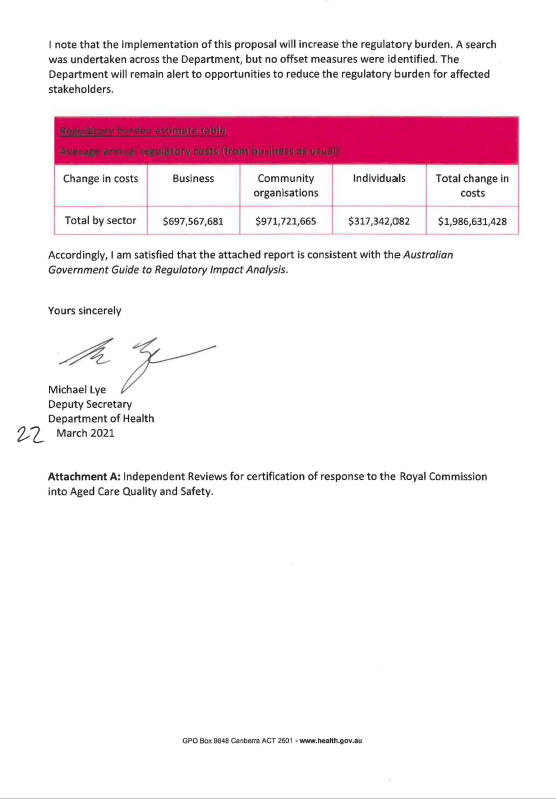 I note that the implementation of this proposal will increase the regulatory burden. A search
was undertaken across the Department, but no offset measures were identified. The
Department will remain alert to opportunities to reduce the regulatory burden for affected
stakeholders.
Regulatory burden estimate table
Average annual regulatory costs (from business as usual)
Change in costs Business Community organisations Individuals Total change in costs
Total by sector $697,567,681 $971,721,665 $317,342,082 $1,986,631,428
Accordingly, I am satisfied that the attached report is consistent with the Australian
Government Guide to Regulatory Impact Analysis.
Yours sincerely
Michael Lye
Deputy Secretary
Department of Health
22 March 2021
Attachment A: Independent Reviews for certification of response to the Royal Commission
into Aged Care Quality and Safety.
GPO Box 9848 Canberra ACT 2601 - www.health.gov.au